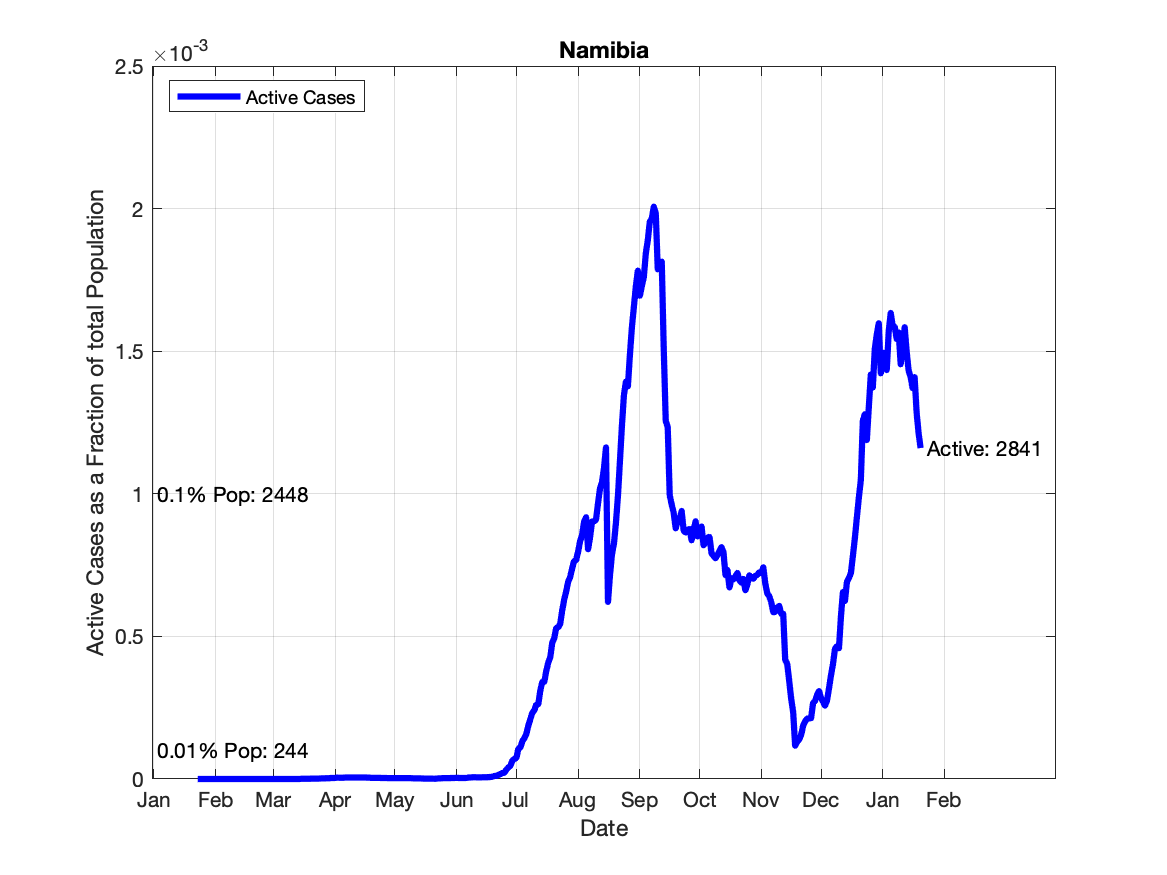 Namibia
×10-3
2.5
2
1.5
1
0.5
0
Active Cases
Active Cases as a Fraction of total Population
0.1% Pop: 2448
0.01% Pop: 244
Active: 2841
Jan Feb Mar Apr May Jun Jul Aug Sep Oct Nov Dec Jan Feb
Date